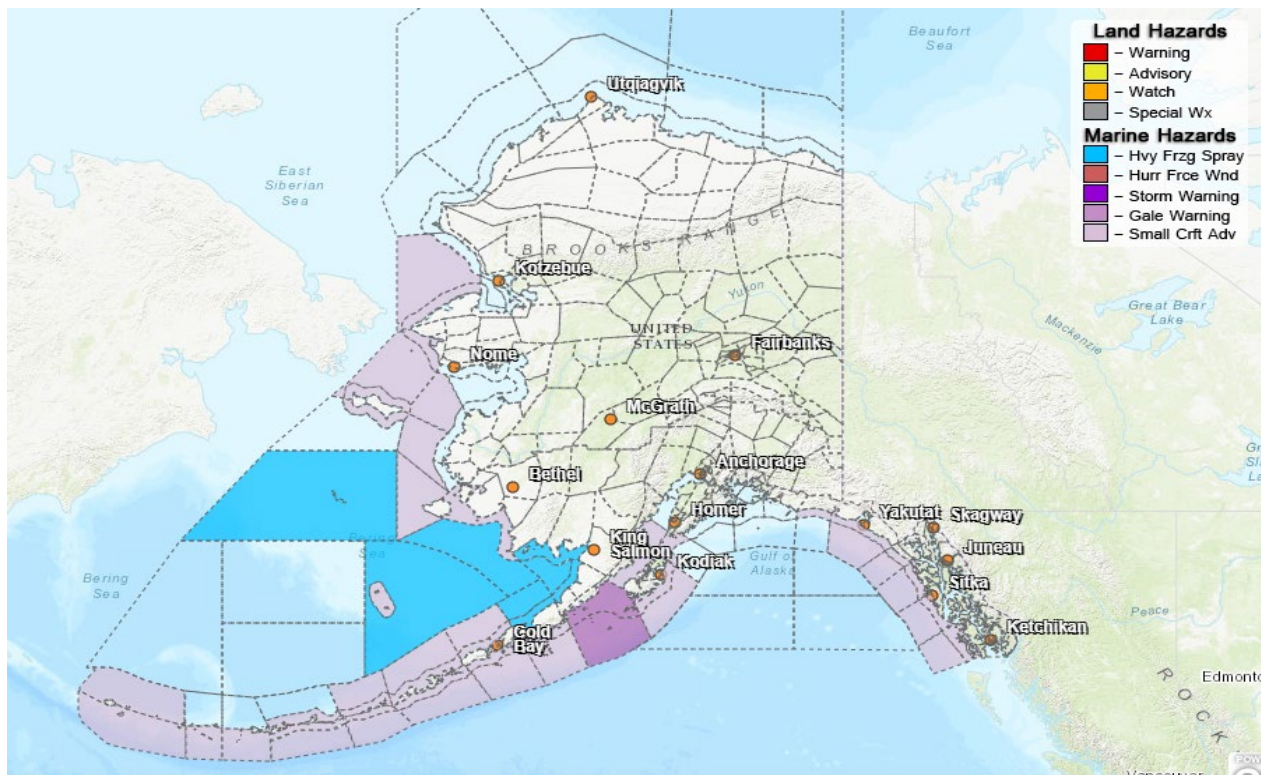 Land Hazards
– Warning
– Advisory
– Watch
– Special Wx
Marine Hazards
– Hvy Frzg Spray
– Hurr Frce Wnd
– Storm Warning
– Gale Warning
– Small Crft Adv
Beaufort
Sea
Utqiagvik
East
Siberian
Sea
BROOKS RANGE
Kotzebue
Yukon
Great Bear
Lake
UNITED
STATES
Mackenzie
Nome
Fairbanks
McGrath
Bethel
Anchorage
Homer
Yakutat
Skagway
King
Salmon
Juneau
Kodiak
Gulf o
Alaska
Sea
Bering
Sea
Sitka
Peace
Cold
Bay
Ketchikan
Edmonto
ROCK
POW